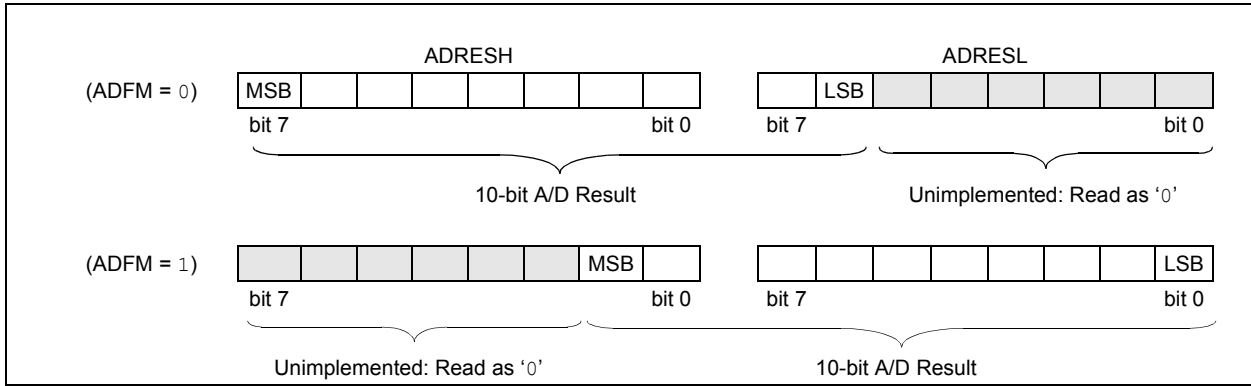 ADRESH ADRESL
(ADFM = 0) MSB LSB
bit 7 bit 0 bit 7 bit 0
10-bit A/D Result Unimplemented: Read as ‘0’
(ADFM = 1) MSB LSB
bit 7 bit 0 bit 7 bit 0
Unimplemented: Read as ‘0’ 10-bit A/D Result